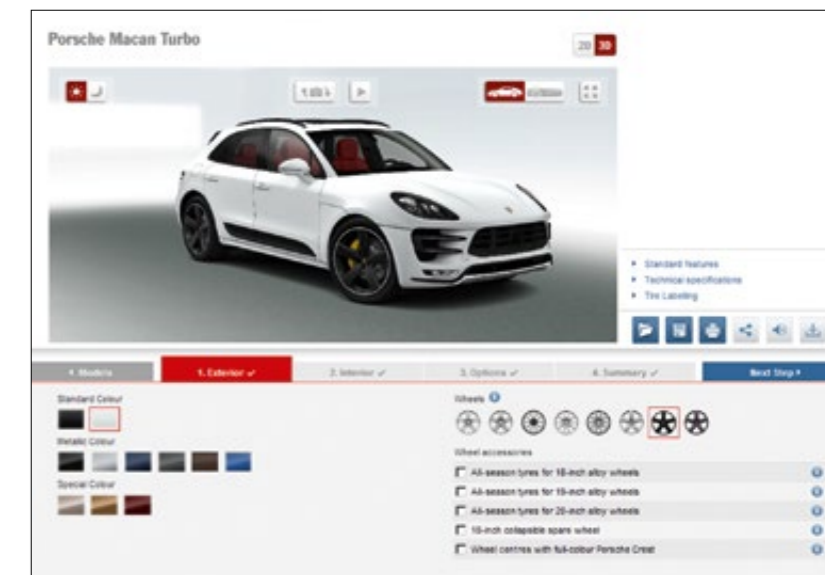 Porsche Macan Turbo
2D 3D
Standard features
Technical specifications
Tire Labeling
Models
1. Exterior
2. Interior
3. Options
4. Summary
Next Step
Standard Colour
Metallic Colour
Special Colour
Wheels
Wheel accessories
All-season tyres for 18-inch alloy wheels
All-season tyres for 19-inch alloy wheels
All-season tyres for 20-inch alloy wheels
18-inch collapsible spare wheel
Wheel centres with full-colour Porsche Crest